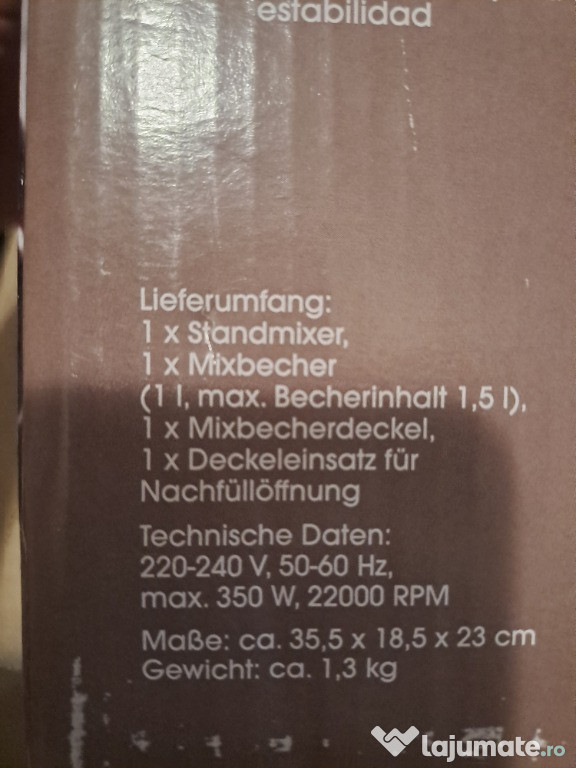 estabilidad
Lieferumfang:
1 x Standmixer,
1 x Mixbecher
(1 l, max. Becherinhalt 1,5 l),
1 x Mixbecherdeckel,
1 x Deckeleinsatz für
Nachfüllöffnung
Technische Daten:
220-240 V, 50-60 Hz,
max. 350 W, 22000 RPM
Maße: ca. 35,5 x 18,5 x 23 cm
Gewicht: ca. 1,3 kg
lajumate.ro